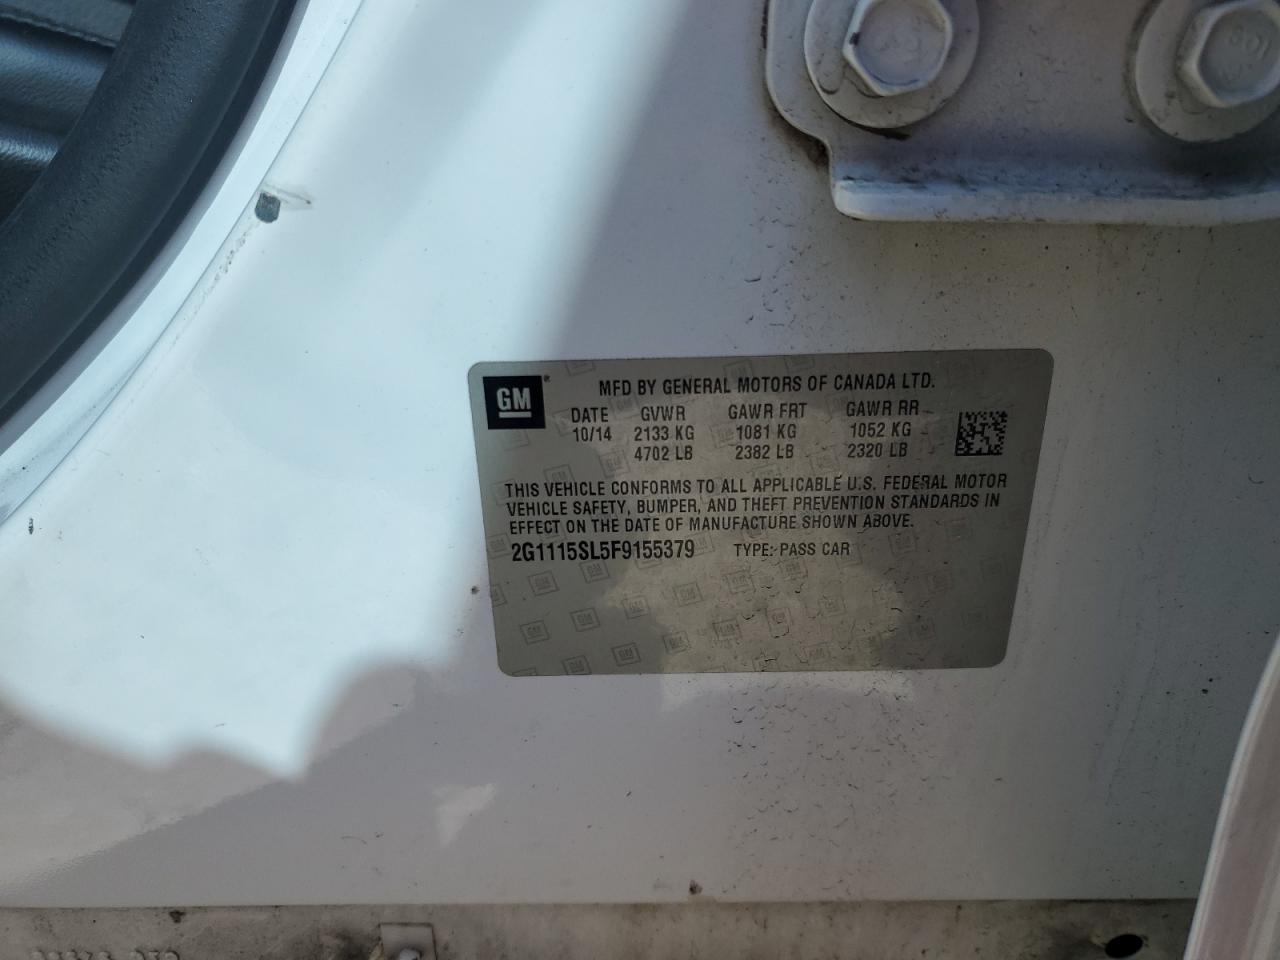 GM
MFD BY GENERAL MOTORS OF CANADA LTD.
DATE GVWR GAWR FRT GAWR RR
10/14 2133 KG 1081 KG 1052 KG
4702 LB 2382 LB 2320 LB
THIS VEHICLE CONFORMS TO ALL APPLICABLE U.S. FEDERAL MOTOR
VEHICLE SAFETY, BUMPER, AND THEFT PREVENTION STANDARDS IN
EFFECT ON THE DATE OF MANUFACTURE SHOWN ABOVE.
2G1115SL5F9155379 TYPE: PASS CAR